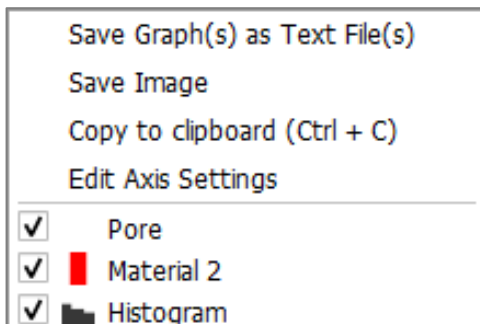 Save Graph(s) as Text File(s)
Save Image
Copy to clipboard (Ctrl + C)
Edit Axis Settings
Pore
Material 2
Histogram